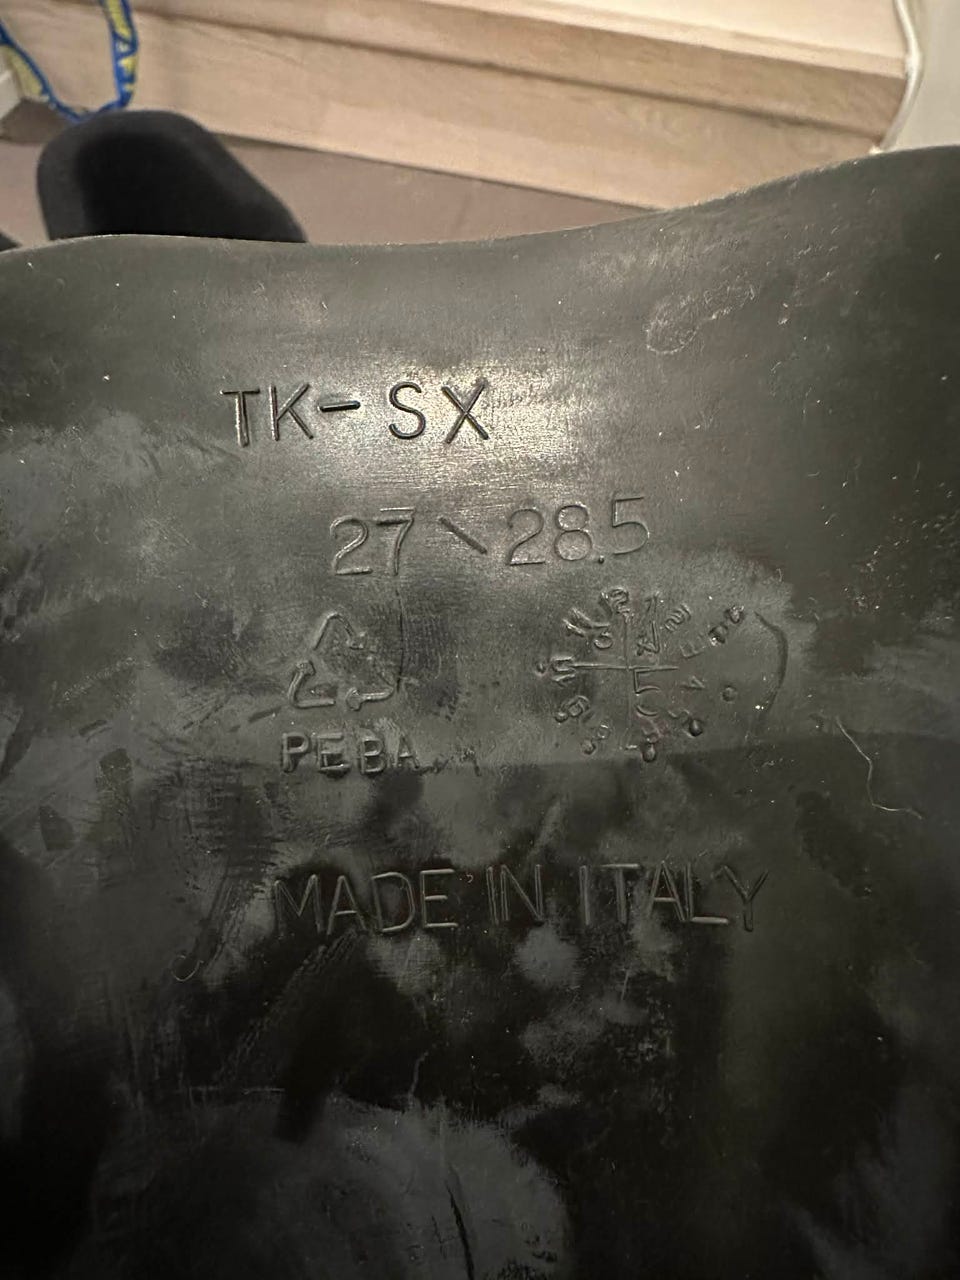 TK-SX
27\28.5
PEBA
MADE IN ITALY